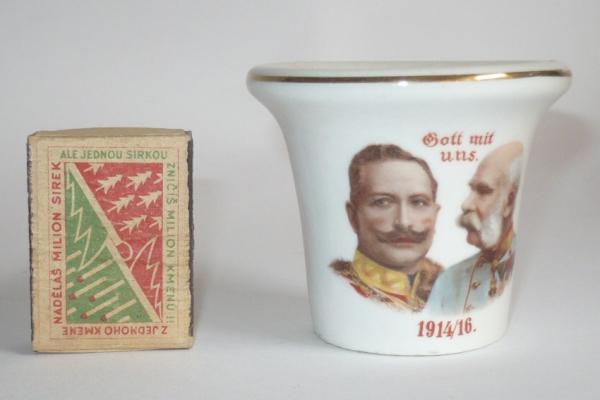 ALE JEDNOU SIRKOU
ZNIČÍŠ MILION KMENŮ!!
Z JEDNOHO KMENE
NADĚLÁŠ MILION SIREK
Gott mit
uns.
1914/16.